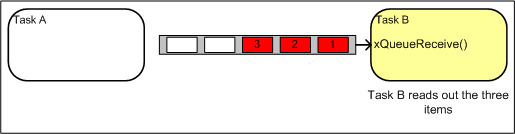 Task A
3 2 1
Task B
xQueueReceive()
Task B reads out the three
items